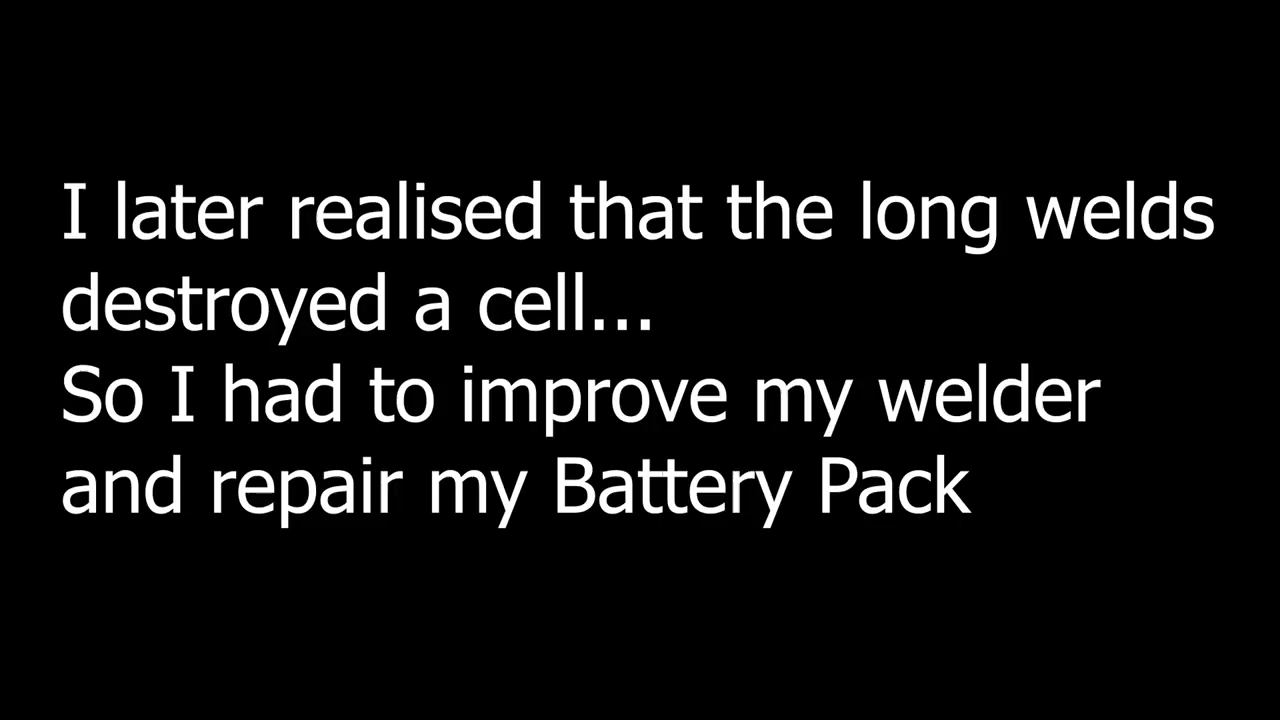 I later realised that the long welds
destroyed a cell...
So I had to improve my welder
and repair my Battery Pack